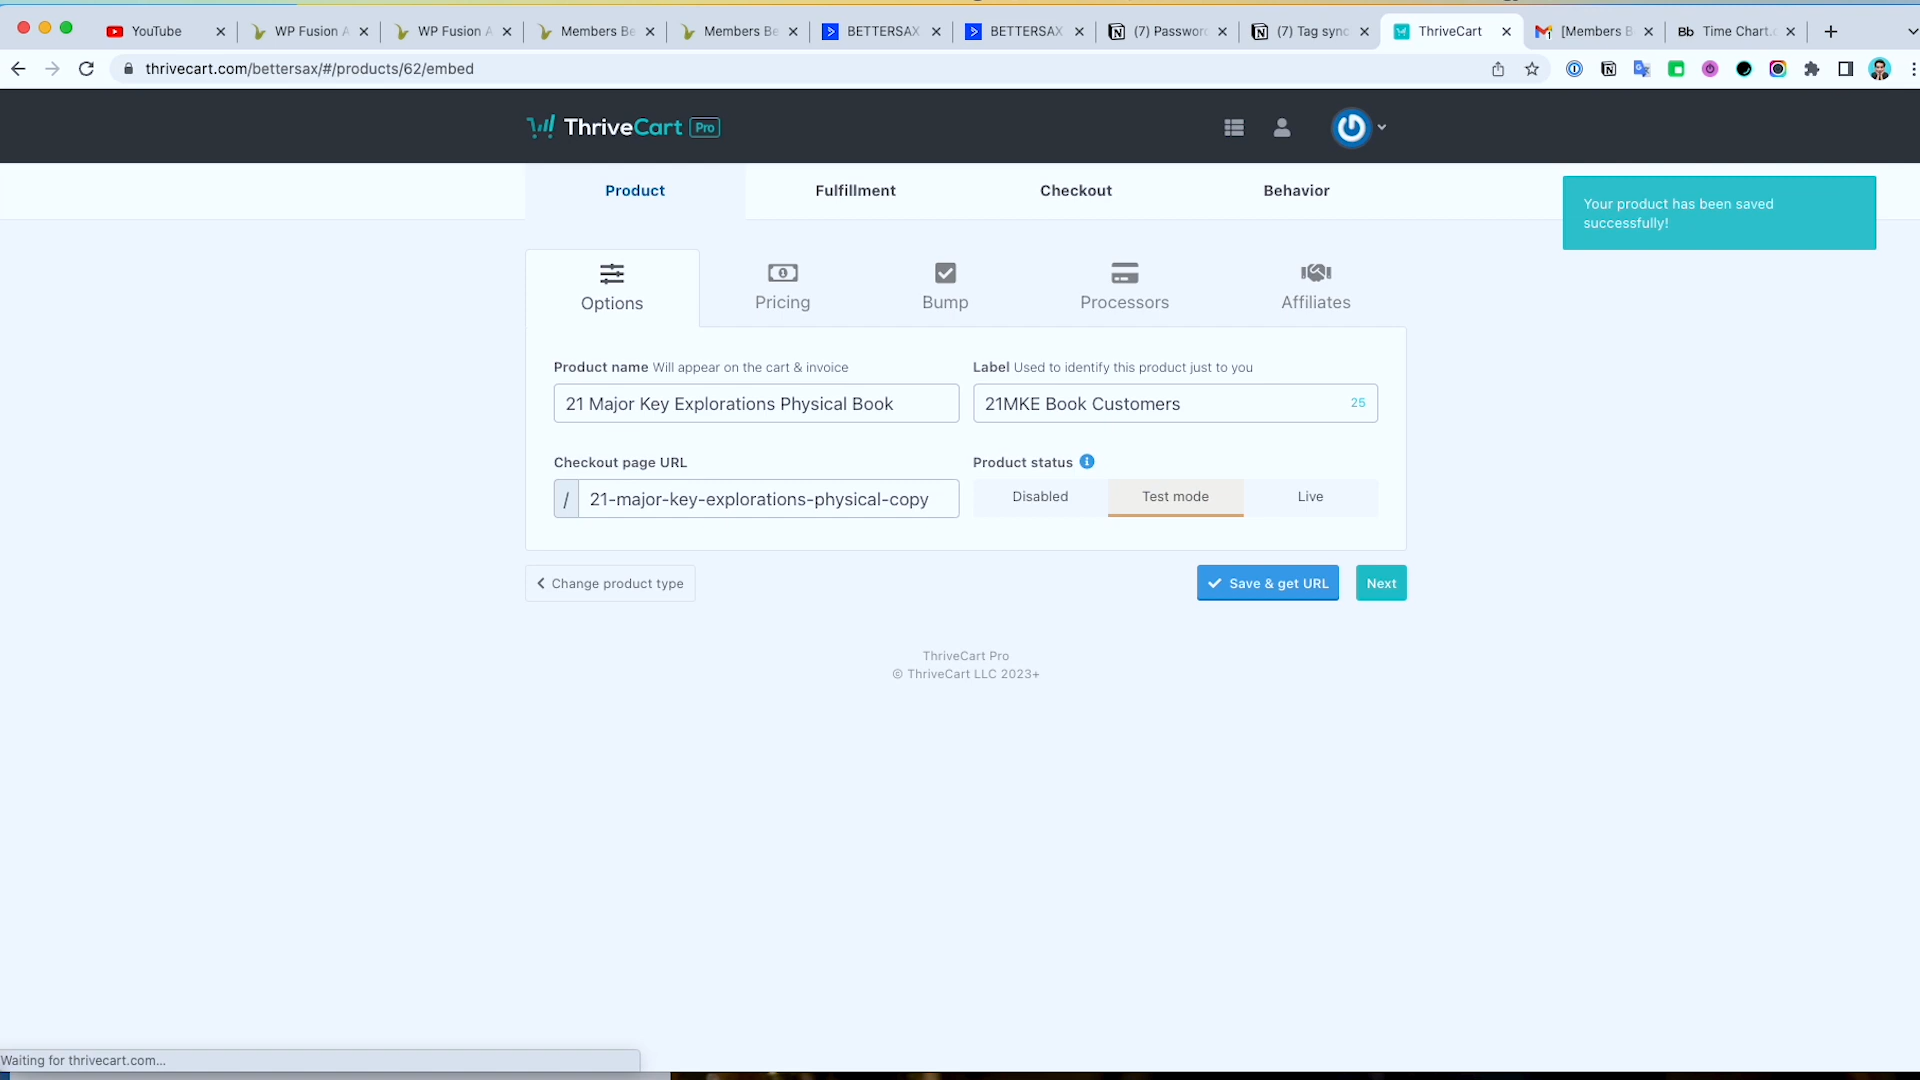 YouTube
WP Fusion A
WP Fusion A
Members Be
Members Be
BETTERSAX
BETTERSAX
(7) Password
(7) Tag sync
ThriveCart
[Members B
Bb Time Chart.c
thrivecart.com/bettersax/#/products/62/embed
ThriveCart Pro
Product
Fulfillment
Checkout
Behavior
Your product has been saved
successfully!
Options
Pricing
Bump
Processors
Affiliates
Product name Will appear on the cart & invoice
Label Used to identify this product just to you
21 Major Key Explorations Physical Book
21MKE Book Customers 25
Checkout page URL
Product status
/ 21-major-key-explorations-physical-copy
Disabled
Test mode
Live
Change product type
Save & get URL
Next
ThriveCart Pro
© ThriveCart LLC 2023+
Waiting for thrivecart.com...